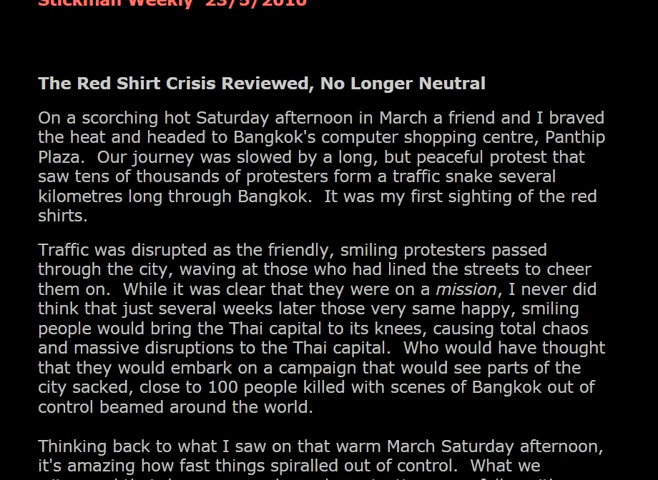 Stickman Weekly 23/5/2010
The Red Shirt Crisis Reviewed, No Longer Neutral
On a scorching hot Saturday afternoon in March a friend and I braved
the heat and headed to Bangkok's computer shopping centre, Panthip
Plaza.  Our journey was slowed by a long, but peaceful protest that
saw tens of thousands of protesters form a traffic snake several
kilometres long through Bangkok.  It was my first sighting of the red
shirts.
Traffic was disrupted as the friendly, smiling protesters passed
through the city, waving at those who had lined the streets to cheer
them on.  While it was clear that they were on a mission, I never did
think that just several weeks later those very same happy, smiling
people would bring the Thai capital to its knees, causing total chaos
and massive disruptions to the Thai capital.  Who would have thought
that they would embark on a campaign that would see parts of the
city sacked, close to 100 people killed with scenes of Bangkok out of
control beamed around the world.
Thinking back to what I saw on that warm March Saturday afternoon,
it's amazing how fast things spiralled out of control.  What we